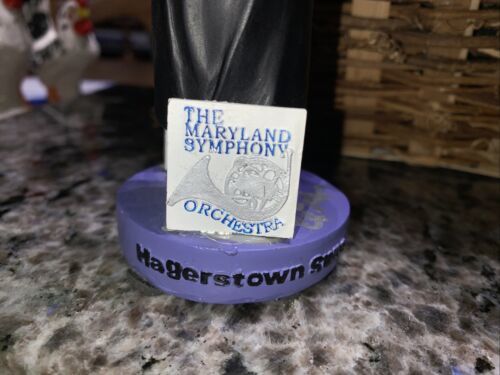 THE
MARYLAND
SYMPHONY
ORCHESTRA
Hagerstown